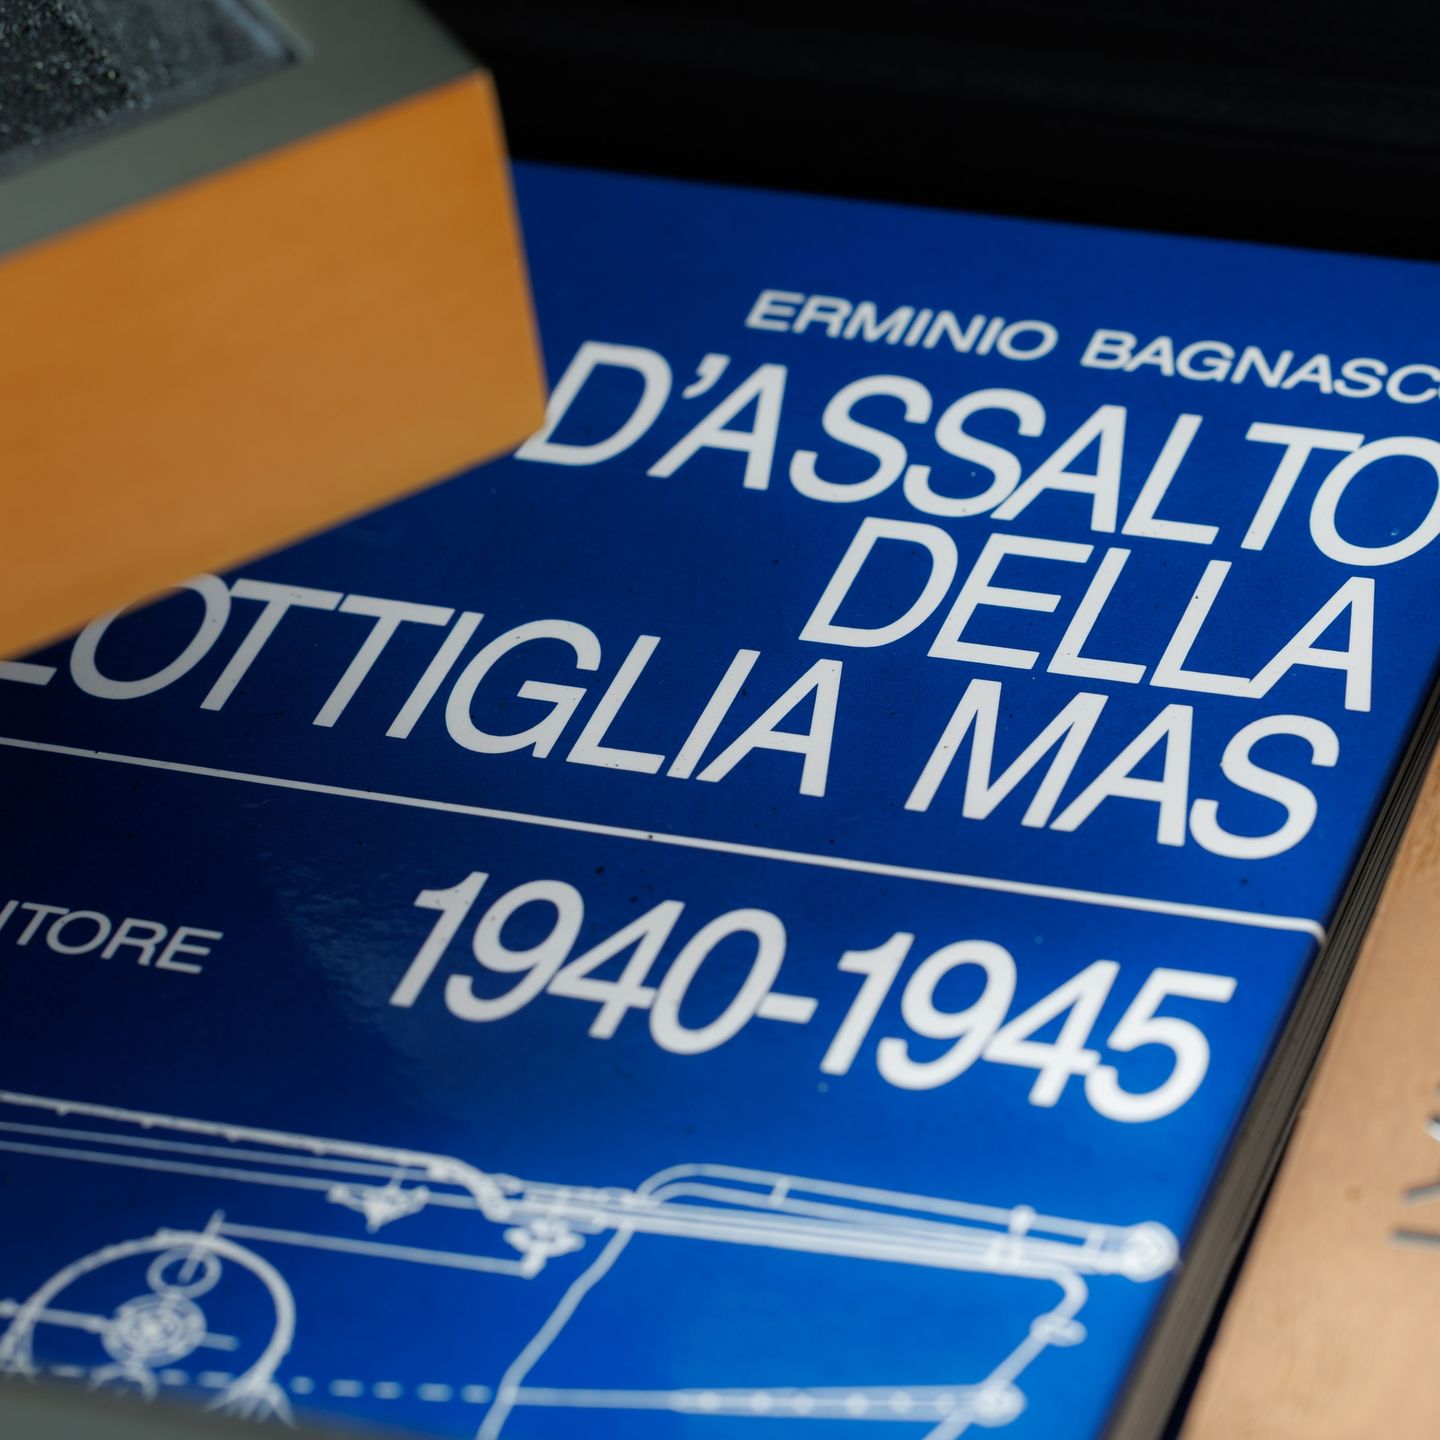 ERMINIO BAGNASC
D'ASSALTO
DELLA
LOTTIGLIA MAS
ITORE
1940-1945